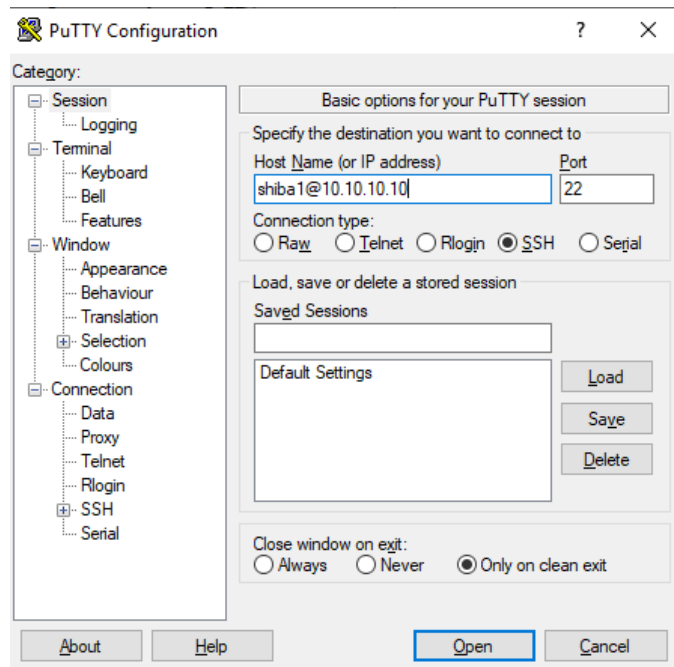 PuTTY Configuration
?
Category:
Session
Logging
Terminal
Keyboard
Bell
Features
Window
Appearance
Behaviour
Translation
Selection
Colours
Connection
Data
Proxy
Telnet
Rlogin
SSH
Serial
Basic options for your PuTTY session
Specify the destination you want to connect to
Host Name (or IP address) Port
shiba1@10.10.10.10 22
Connection type:
Raw Telnet Rlogin SSH Serial
Load, save or delete a stored session
Saved Sessions
Default Settings
Load
Save
Delete
Close window on exit:
Always Never Only on clean exit
About Help Open Cancel